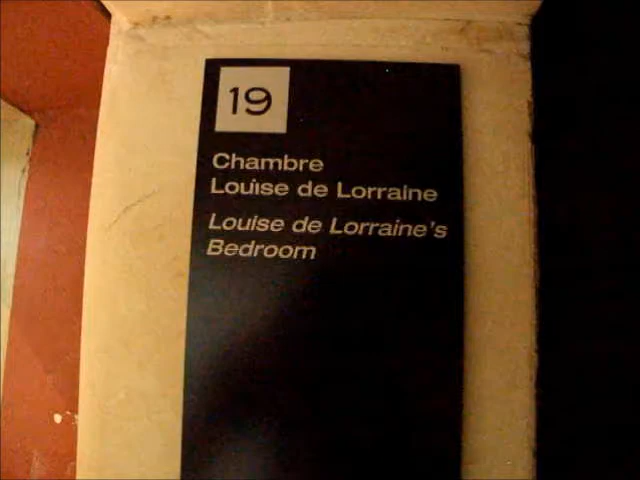 19
Chambre
Louise de Lorraine
Louise de Lorraine's
Bedroom